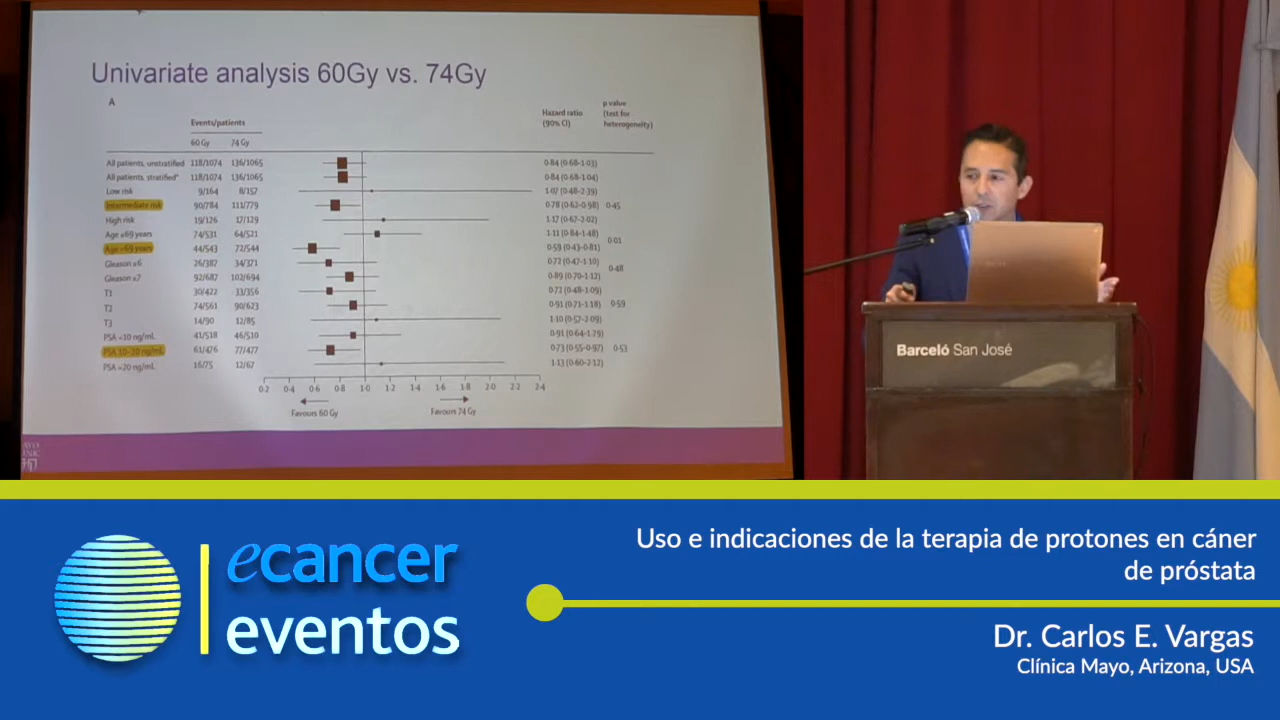 Univariate analysis 60Gy vs. 74Gy
A
Events/patients
60 Gy 74 Gy
Hazard ratio (90% CI)
p value (test for heterogeneity)
All patients, unstratified 118/1074 136/1065 0·84 (0·68-1·03)
All patients, stratified* 118/1074 136/1065 0·84 (0·68-1·04)
Low risk 9/164 8/157 1·07 (0·48-2·39)
Intermediate risk 90/784 111/779 0·78 (0·62-0·98) 0·45
High risk 19/126 17/129 1·17 (0·67-2·02)
Age ≤69 years 74/531 64/521 1·11 (0·84-1·48)
44/543 72/544 0·59 (0·43-0·81) 0·01
Gleason ≤6 26/387 34/371 0·72 (0·47-1·10)
Gleason ≥7 92/687 102/694 0·89 (0·70-1·12) 0·48
T1 30/422 33/356 0·72 (0·48-1·09)
T2 74/561 90/623 0·91 (0·71-1·18) 0·59
T3 14/90 12/85 1·10 (0·57-2·09)
PSA <10 ng/mL 41/518 46/510 0·91 (0·64-1·29)
PSA 10-20 ng/mL 61/476 77/477 0·73 (0·55-0·97) 0·53
PSA >20 ng/mL 16/75 12/67 1·13 (0·60-2·12)
0·2 0·4 0·6 0·8 1·0 1·2 1·4 1·6 1·8 2·0 2·2 2·4
Favours 60 Gy Favours 74 Gy
Barceló San José
ecancer
eventos
Uso e indicaciones de la terapia de protones en cáner
de próstata
Dr. Carlos E. Vargas
Clínica Mayo, Arizona, USA